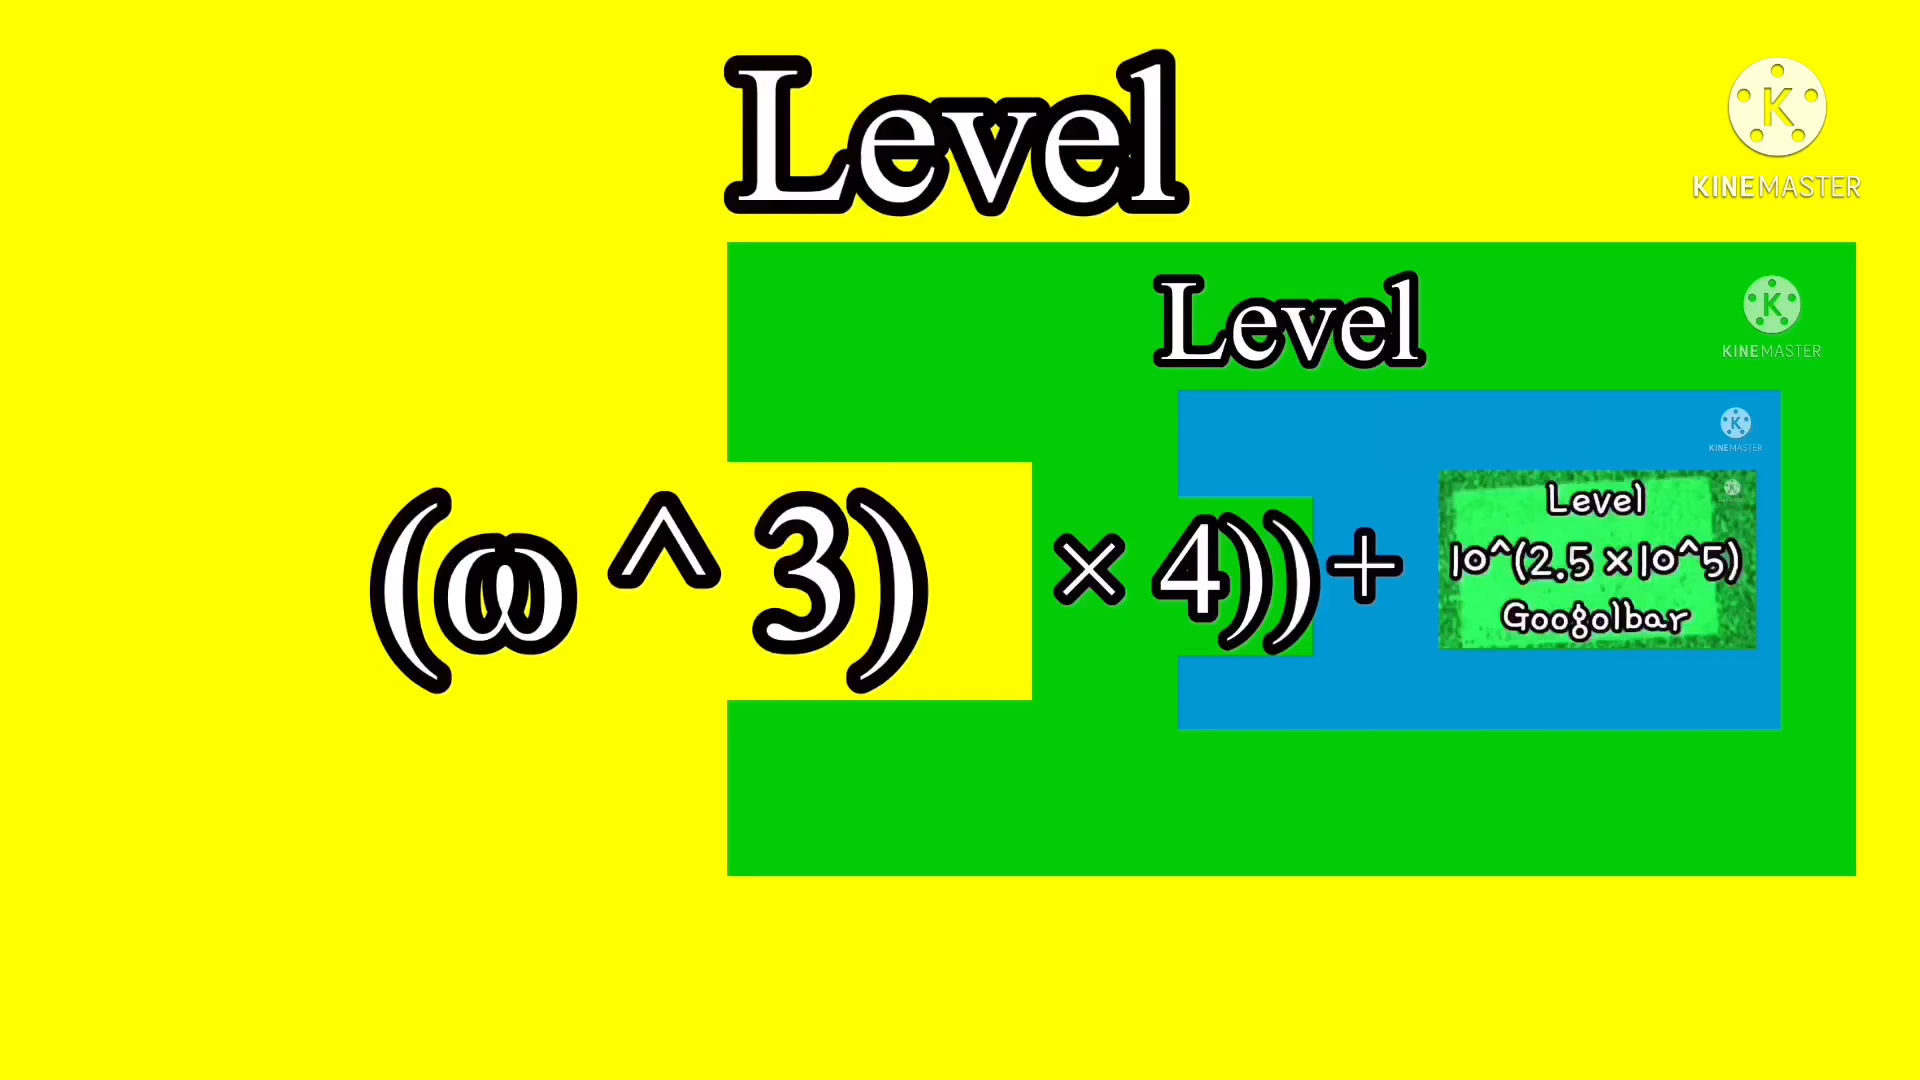 Level
K
KINEMASTER
Level
K
KINEMASTER
K
KINEMASTER
Level
(ω^3) × 4)) + 10^(2.5 × 10^5)
Googolbar